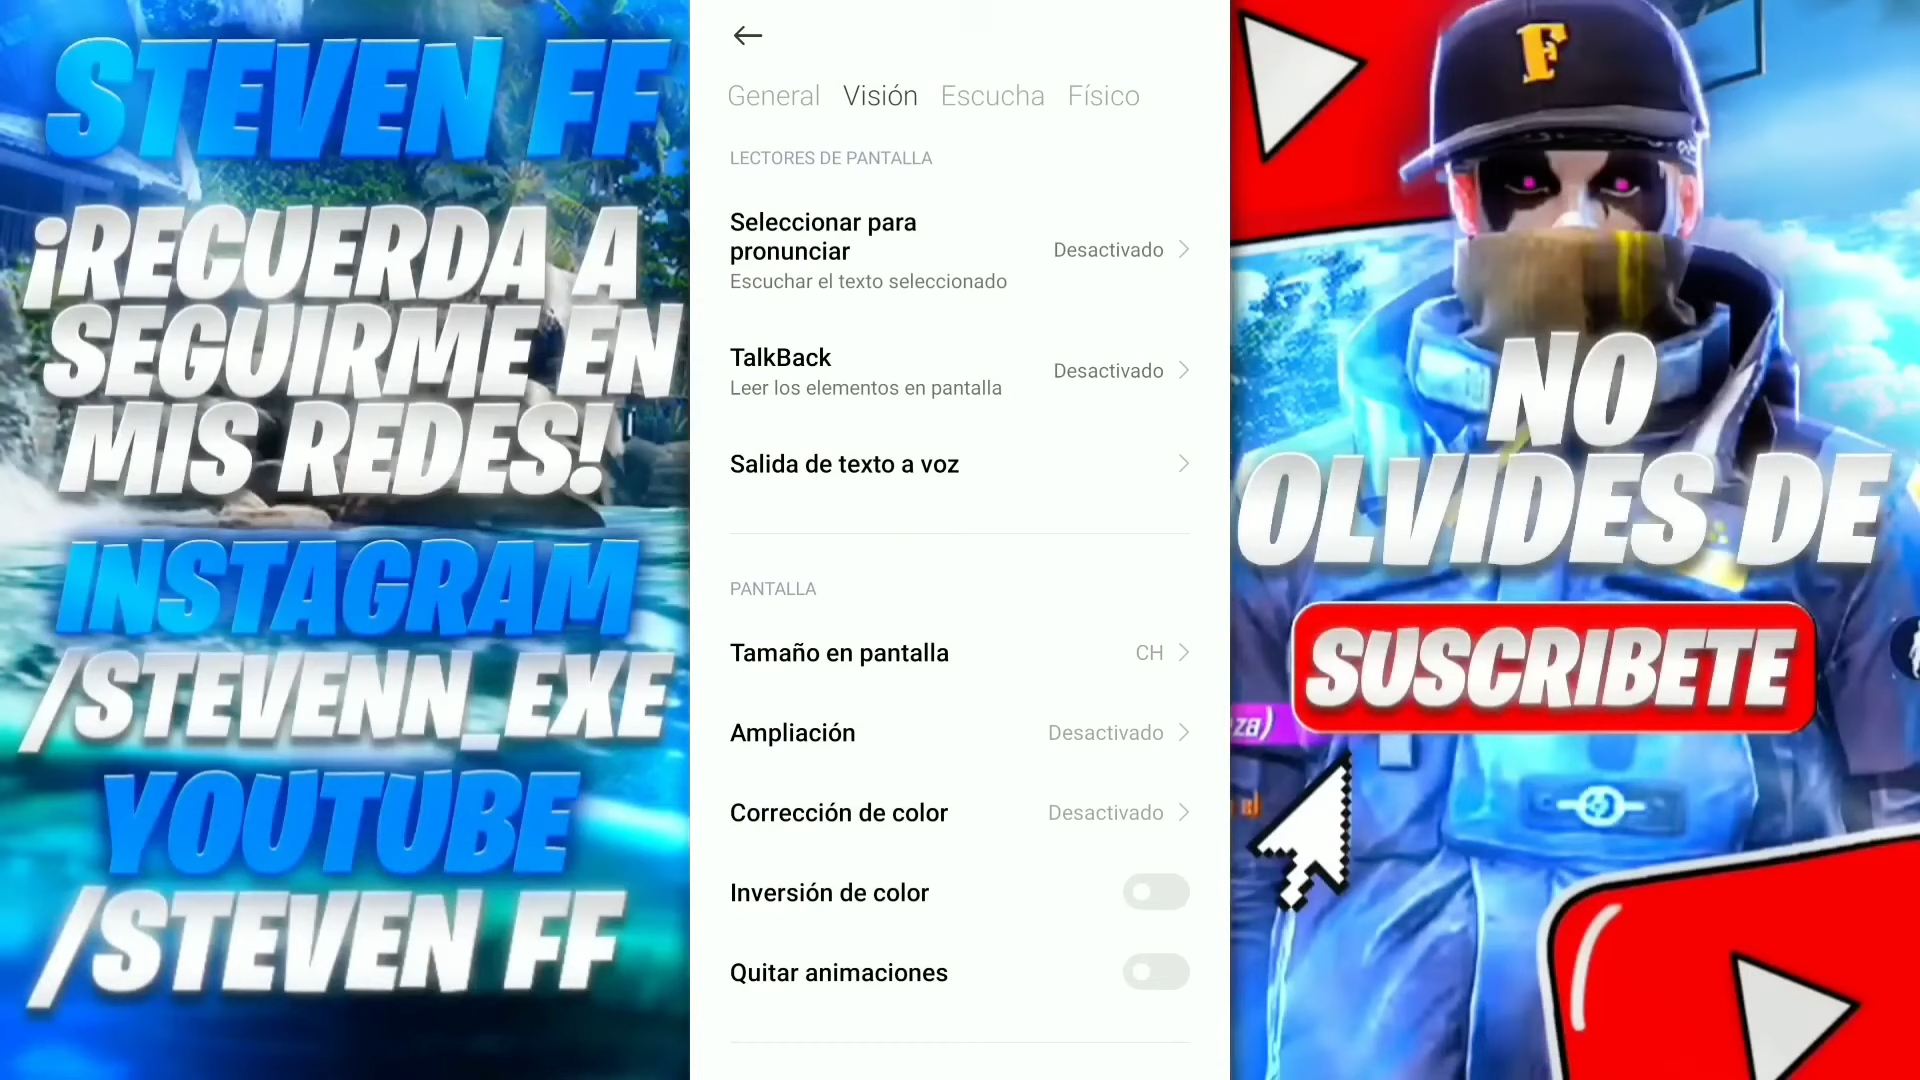 STEVEN FF
¡RECUERDA A
SEGUIRME EN
MIS REDES!
INSTAGRAM
/STEVENN_EXE
YOUTUBE
/STEVEN FF
General Visión Escucha Físico
LECTORES DE PANTALLA
Seleccionar para
pronunciar
Escuchar el texto seleccionado
Desactivado
TalkBack
Leer los elementos en pantalla
Desactivado
Salida de texto a voz
PANTALLA
Tamaño en pantalla CH
Ampliación Desactivado
Corrección de color Desactivado
Inversión de color
Quitar animaciones
F
NO
OLVIDES DE
SUSCRIBETE
za)